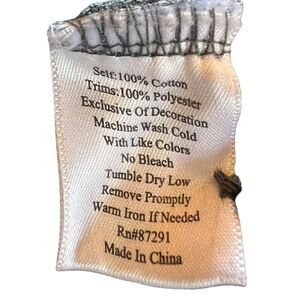 Self:100% Cotton
Trims:100% Polyester
Exclusive Of Decoration
Machine Wash Cold
With Like Colors
No Bleach
Tumble Dry Low
Remove Promptly
Warm Iron If Needed
Rn#87291
Made In China